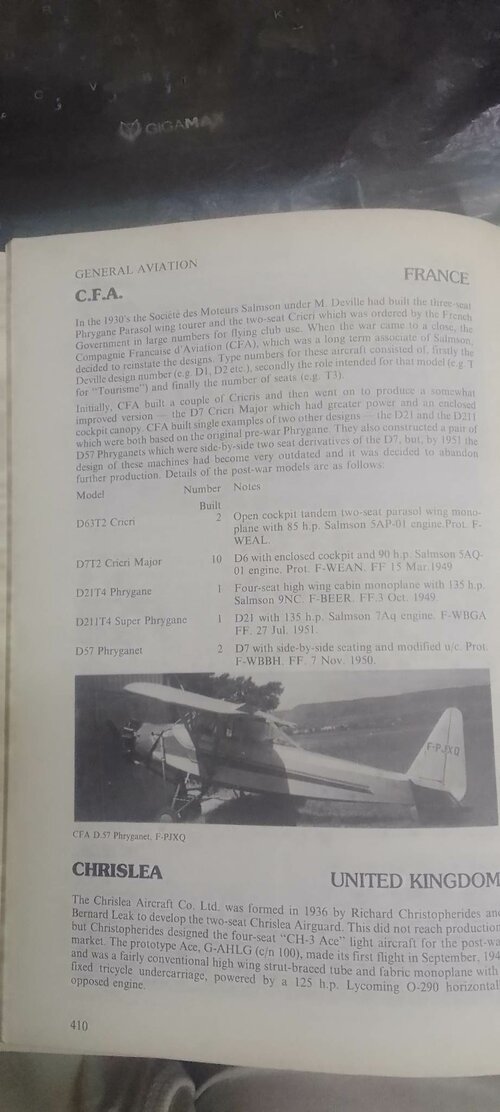 GIGAMAX
GENERAL AVIATION
FRANCE
C.F.A.
In the 1930's the Société des Moteurs Salmson under M. Deville had built the three-seat
Phrygane Parasol wing tourer and the two-seat Cricri which was ordered by the French
Government in large numbers for flying club use. When the war came to a close, the
Compagnie Francaise d'Aviation (CFA), which was a long term associate of Salmson,
decided to reinstate the designs. Type numbers for these aircraft consisted of, firstly the
Deville design number (e.g. D1, D2 etc.), secondly the role intended for that model (e.g. T
for "Tourisme") and finally the number of seats (e.g. T3).
Initially, CFA built a couple of Cricris and then went on to produce a somewhat
improved version — the D7 Cricri Major which had greater power and an enclosed
cockpit canopy. CFA built single examples of two other designs — the D21 and the D211
which were both based on the original pre-war Phrygane. They also constructed a pair of
D57 Phryganets which were side-by-side two seat derivatives of the D7, but, by 1951 the
design of these machines had become very outdated and it was decided to abandon
further production. Details of the post-war models are as follows:
Model Number Notes
Built
D63T2 Cricri 2 Open cockpit tandem two-seat parasol wing mono-
plane with 85 h.p. Salmson 5AP-01 engine.Prot. F-
WEAL.
D7T2 Cricri Major 10 D6 with enclosed cockpit and 90 h.p. Salmson 5AQ-
01 engine. Prot. F-WEAN. FF 15 Mar.1949
D21T4 Phrygane 1 Four-seat high wing cabin monoplane with 135 h.p.
Salmson 9NC. F-BEER. FF.3 Oct. 1949.
D211T4 Super Phrygane 1 D21 with 135 h.p. Salmson 7Aq engine. F-WBGA
FF. 27 Jul. 1951.
D57 Phryganet 2 D7 with side-by-side seating and modified u/c. Prot.
F-WBBH. FF. 7 Nov. 1950.
F-PJXQ
CFA D.57 Phryganet, F-PJXQ
CHRISLEA
UNITED KINGDOM
The Chrislea Aircraft Co. Ltd. was formed in 1936 by Richard Christopherides an
Bernard Leak to develop the two-seat Chrislea Airguard. This did not reach production
but Christopherides designed the four-seat "CH-3 Ace" light aircraft for the post-wa
market. The prototype Ace, G-AHLG (c/n 100), made its first flight in September, 194
and was a fairly conventional high wing strut-braced tube and fabric monoplane with
fixed tricycle undercarriage, powered by a 125 h.p. Lycoming O-290 horizontal
opposed engine.
410